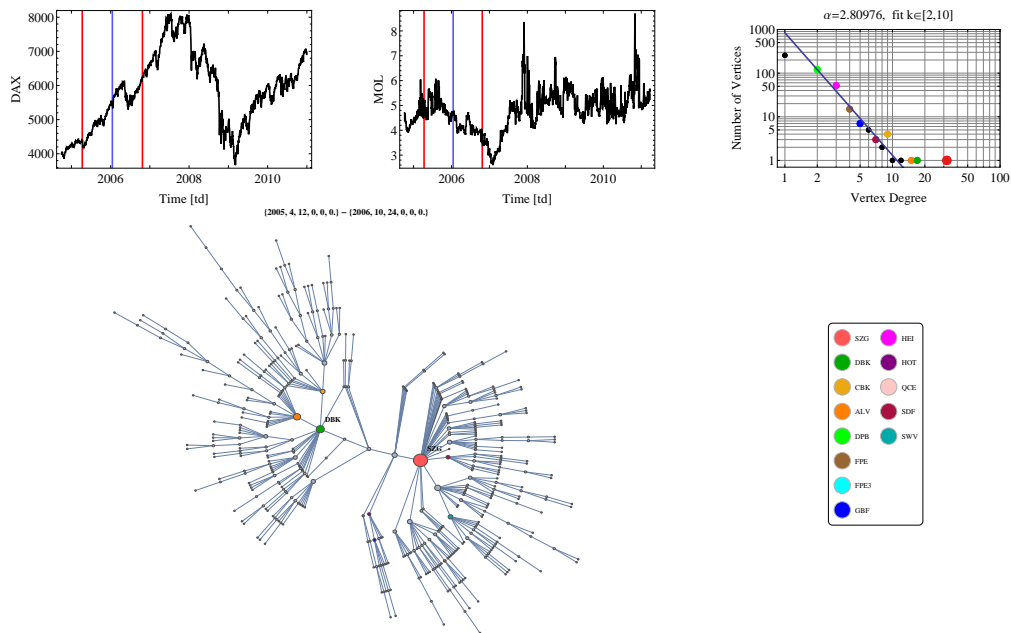 α=2.80976, fit k∈[2,10]
DAX
8000
7000
6000
5000
4000
2006
2008
2010
Time [td]
MOL
8
7
6
5
4
3
2006
2008
2010
Time [td]
Number of Vertices
1000
500
100
50
10
5
1
1
2
5
10
20
50
100
Vertex Degree
{2005, 4, 12, 0, 0, 0.} – {2006, 10, 24, 0, 0, 0.}
DBK
SZG
SZG
HEI
DBK
HOT
CBK
QCE
ALV
SDF
DPB
SWV
FPE
FPE3
GBF